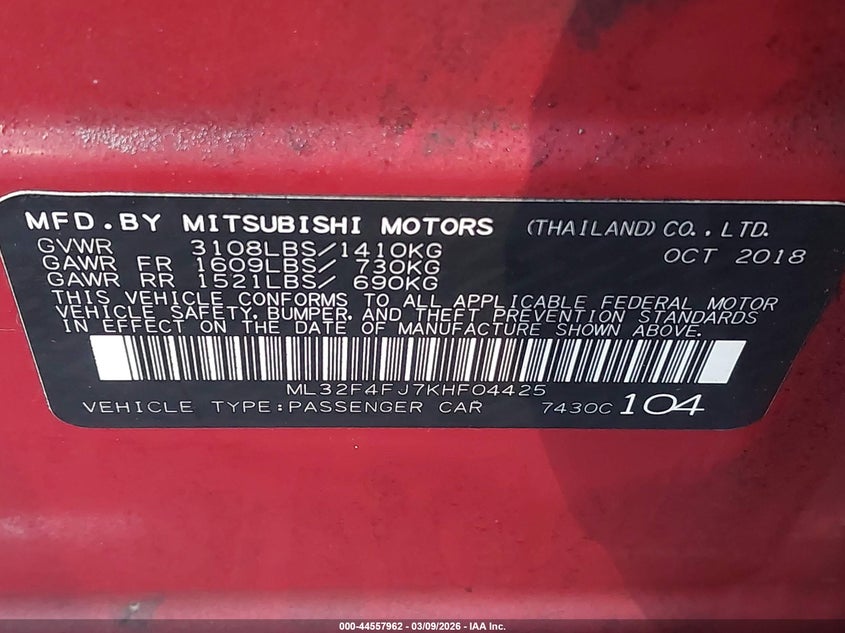 MFD. BY MITSUBISHI MOTORS (THAILAND) CO., LTD.
GVWR 3108LBS/1410KG OCT 2018
GAWR FR 1609LBS/ 730KG
GAWR RR 1521LBS/ 690KG
THIS VEHICLE CONFORMS TO ALL APPLICABLE FEDERAL MOTOR
VEHICLE SAFETY, BUMPER, AND THEFT PREVENTION STANDARDS
IN EFFECT ON THE DATE OF MANUFACTURE SHOWN ABOVE.
ML32F4FJ7KHF04425
VEHICLE TYPE:PASSENGER CAR 7430C 104
000-44557962 - 03/09/2026 - IAA Inc.